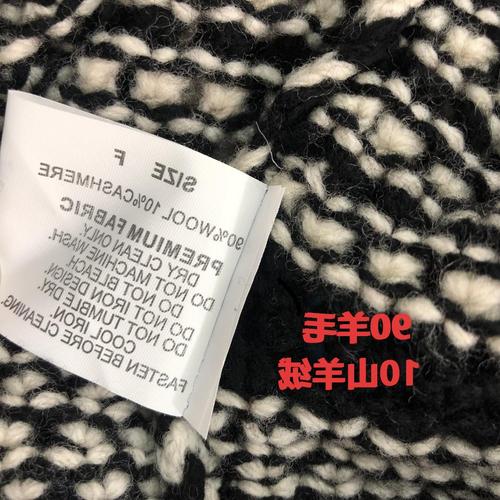 SIZE F
90%WOOL 10%CASHMERE
PREMIUM FABRIC
DRY CLEAN ONLY.
DO NOT MACHINE NASH.
DO NOT BLEACH.
DO NOT IRON DESIGN.
DO NOT TUMBLE DRY.
COOL IRON.
FASTEN BEFORE CLEANING.
90羊毛
10山羊绒